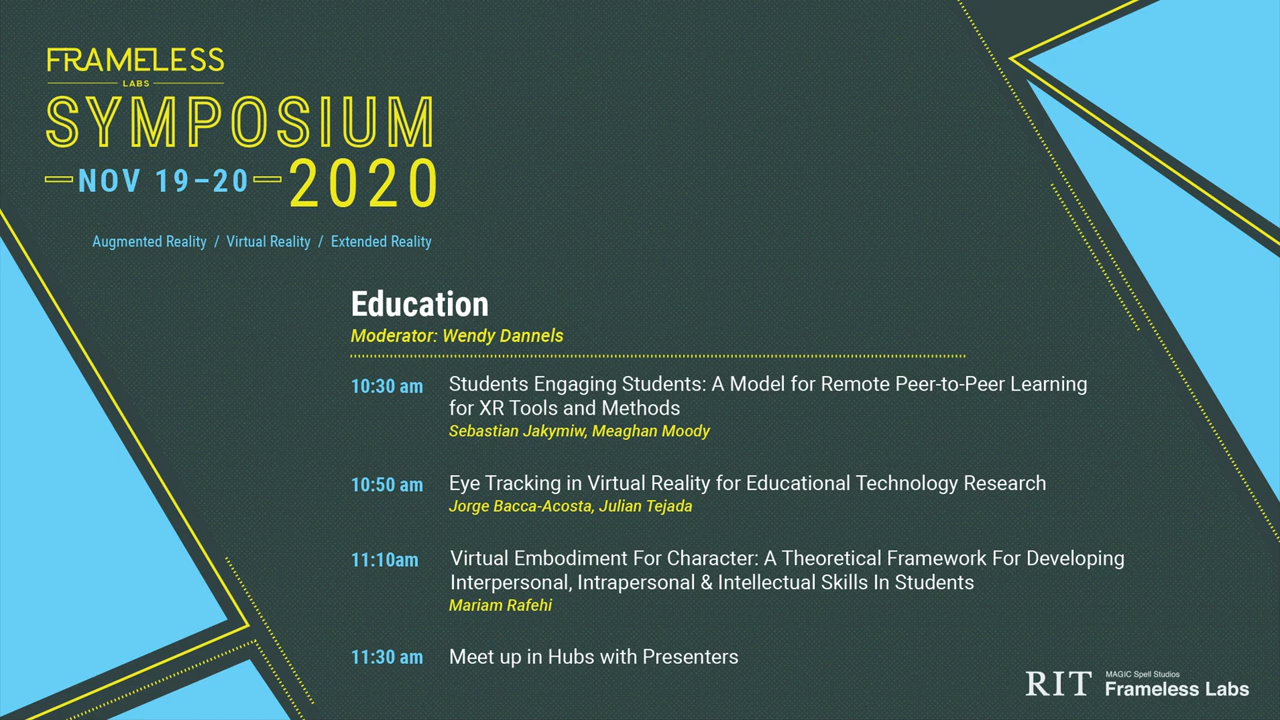 FRAMELESS
LABS
SYMPOSIUM
NOV 19–20 2020
Augmented Reality / Virtual Reality / Extended Reality
Education
Moderator: Wendy Dannels
10:30 am Students Engaging Students: A Model for Remote Peer-to-Peer Learning
for XR Tools and Methods
Sebastian Jakymiw, Meaghan Moody
10:50 am Eye Tracking in Virtual Reality for Educational Technology Research
Jorge Bacca-Acosta, Julian Tejada
11:10am Virtual Embodiment For Character: A Theoretical Framework For Developing
Interpersonal, Intrapersonal & Intellectual Skills In Students
Mariam Rafehi
11:30 am Meet up in Hubs with Presenters
RIT MAGIC Spell Studios
Frameless Labs